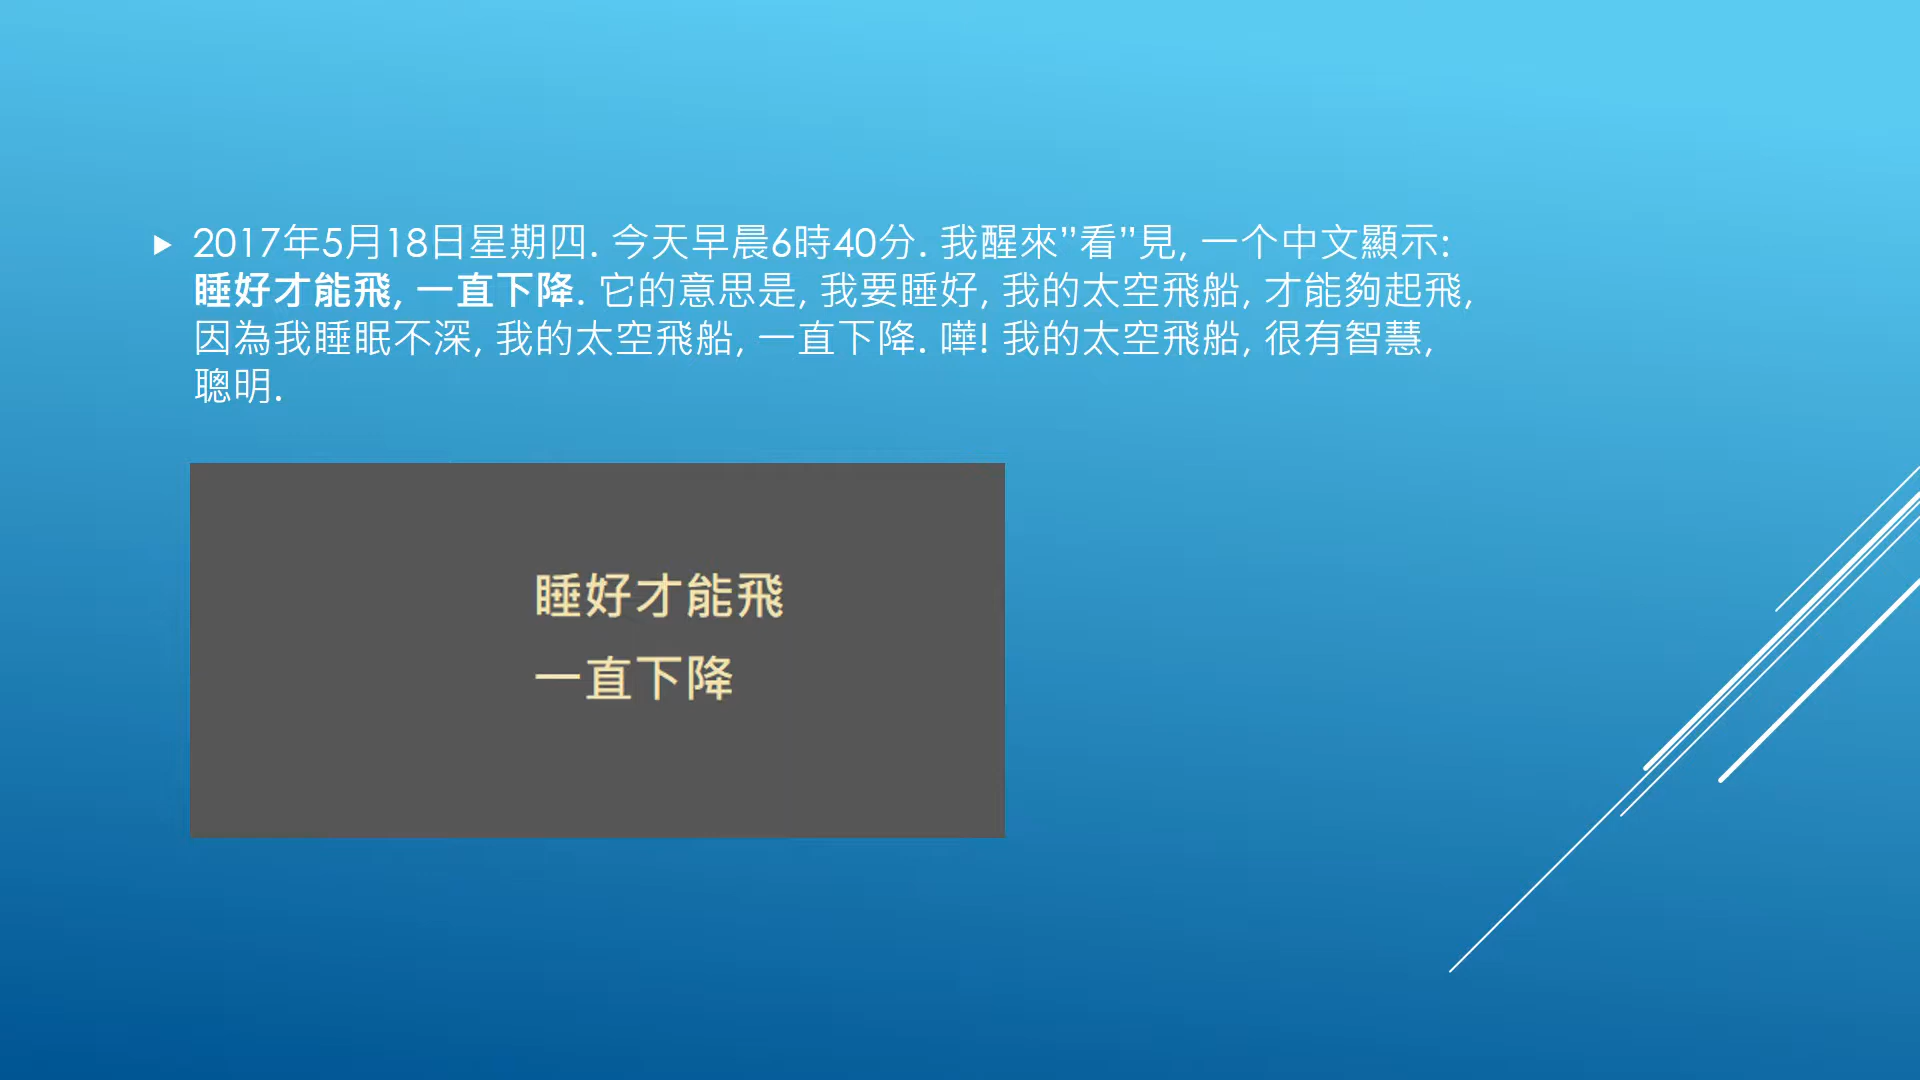 2017年5月18日星期四. 今天早晨6時40分. 我醒來”看”見, 一个中文顯示:
睡好才能飛, 一直下降. 它的意思是, 我要睡好, 我的太空飛船, 才能夠起飛,
因為我睡眠不深, 我的太空飛船, 一直下降. 嘩! 我的太空飛船, 很有智慧,
聰明.
睡好才能飛
一直下降